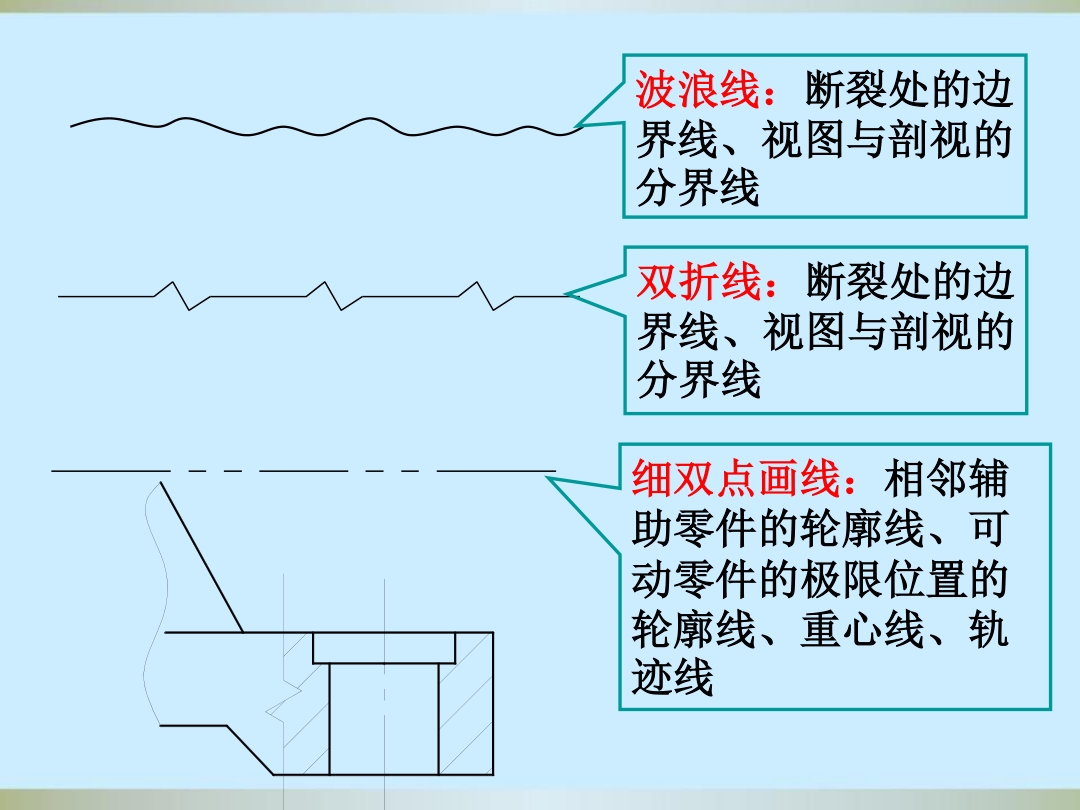 波浪线：断裂处的边
界线、视图与剖视的
分界线
双折线：断裂处的边
界线、视图与剖视的
分界线
细双点画线：相邻辅
助零件的轮廓线、可
动零件的极限位置的
轮廓线、重心线、轨
迹线